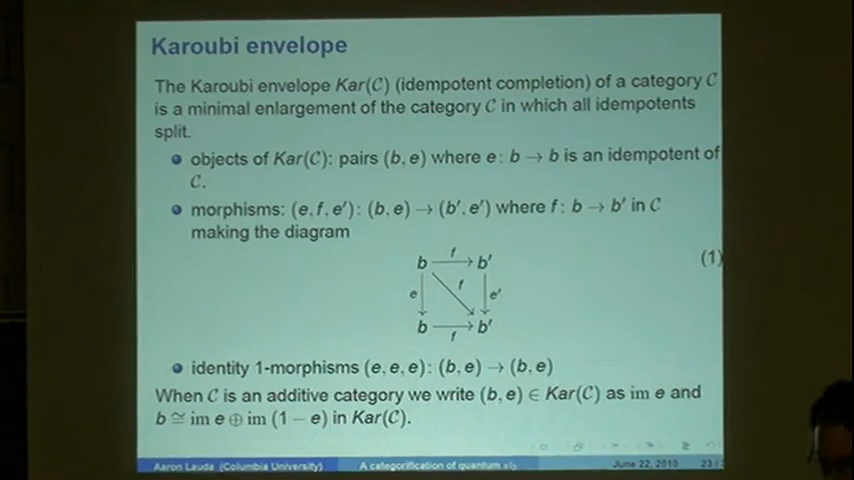 Karoubi envelope
The Karoubi envelope Kar(C) (idempotent completion) of a category C
is a minimal enlargement of the category C in which all idempotents
split.
objects of Kar(C): pairs (b, e) where e: b → b is an idempotent of
C.
morphisms: (e, f, e′): (b, e) → (b′, e′) where f: b → b′ in C
making the diagram
f
b → b′
(1)
e f e′
b → b′
f
identity 1-morphisms (e, e, e): (b, e) → (b, e)
When C is an additive category we write (b, e) ∈ Kar(C) as im e and
b ≅ im e ⊕ im (1 − e) in Kar(C).
Aaron Lauda (Columbia University) A categorification of quantum sl2 June 22, 2010 23 /